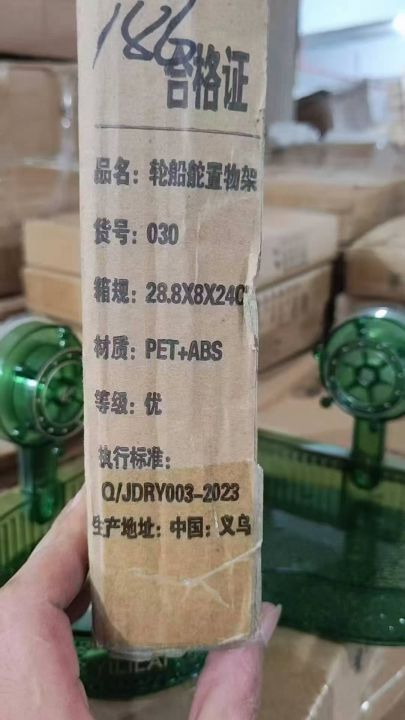 186
合格证
品名：轮船舵置物架
货号：030
箱规：28.8X8X24C
材质：PET+ABS
等级：优
执行标准：
Q/JDRY003-2023
生产地址：中国：义乌